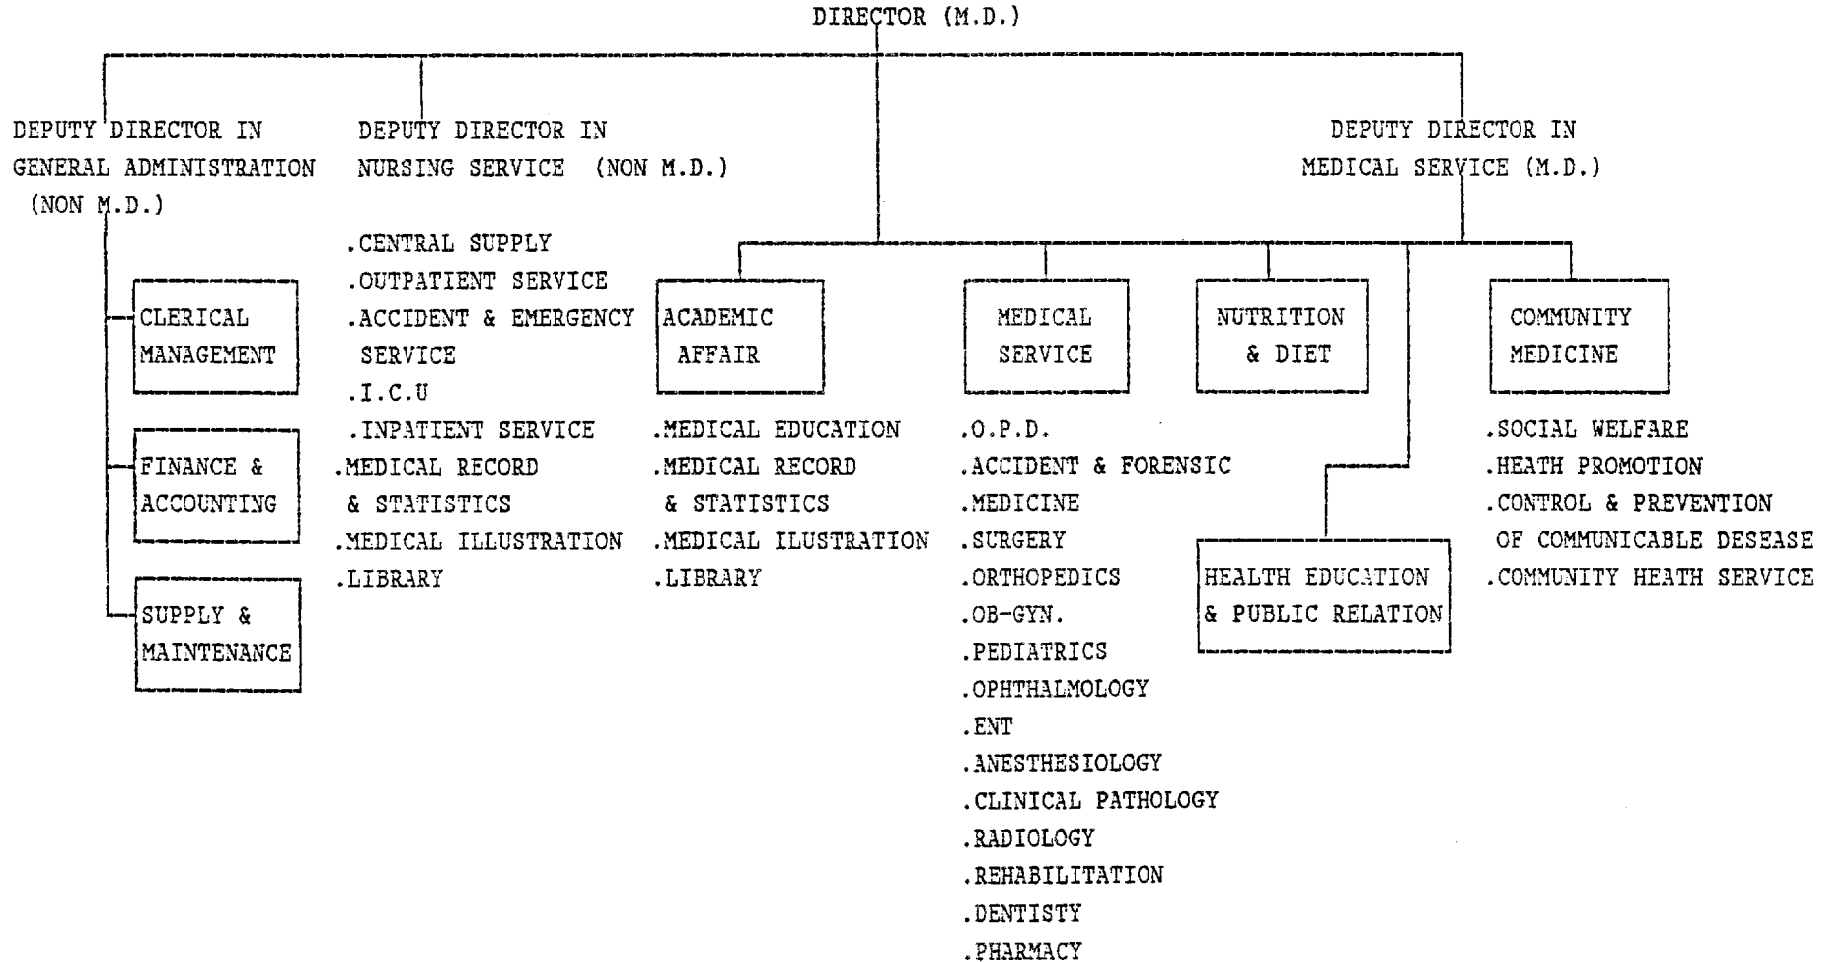 DIRECTOR (M.D.)
DEPUTY DIRECTOR IN
GENERAL ADMINISTRATION
(NON M.D.)
DEPUTY DIRECTOR IN
NURSING SERVICE (NON M.D.)
DEPUTY DIRECTOR IN
MEDICAL SERVICE (M.D.)
CLERICAL
MANAGEMENT
FINANCE &
ACCOUNTING
SUPPLY &
MAINTENANCE
.CENTRAL SUPPLY
.OUTPATIENT SERVICE
.ACCIDENT & EMERGENCY
SERVICE
.I.C.U
.INPATIENT SERVICE
.MEDICAL RECORD
& STATISTICS
.MEDICAL ILLUSTRATION
.LIBRARY
ACADEMIC
AFFAIR
.MEDICAL EDUCATION
.MEDICAL RECORD
& STATISTICS
.MEDICAL ILUSTRATION
.LIBRARY
MEDICAL
SERVICE
.O.P.D.
.ACCIDENT & FORENSIC
.MEDICINE
.SURGERY
.ORTHOPEDICS
.OB-GYN.
.PEDIATRICS
.OPHTHALMOLOGY
.ENT
.ANESTHESIOLOGY
.CLINICAL PATHOLOGY
.RADIOLOGY
.REHABILITATION
.DENTISTY
.PHARMACY
NUTRITION
& DIET
HEALTH EDUCATION
& PUBLIC RELATION
COMMUNITY
MEDICINE
.SOCIAL WELFARE
.HEATH PROMOTION
.CONTROL & PREVENTION
OF COMMUNICABLE DESEASE
.COMMUNITY HEATH SERVICE